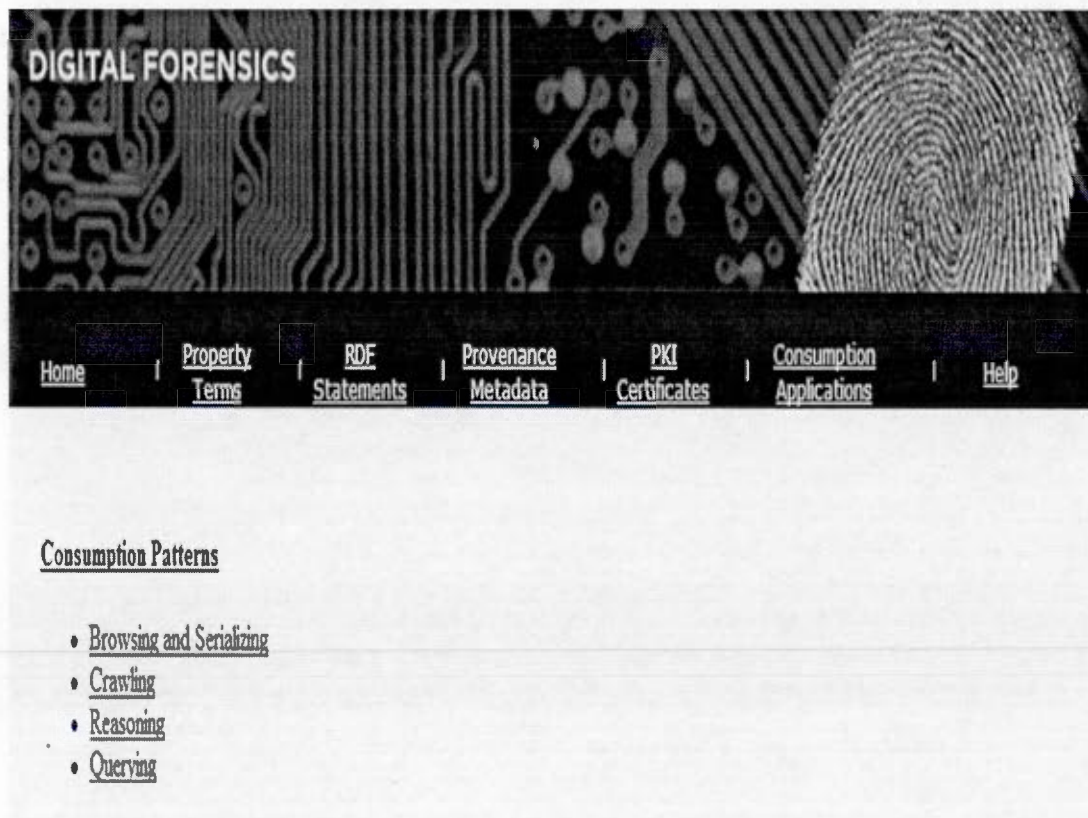 DIGITAL FORENSICS
Home | Property Terms | RDF Statements | Provenance Metadata | PKI Certificates | Consumption Applications | Help
Consumption Patterns
• Browsing and Serializing
• Crawling
• Reasoning
• Querying